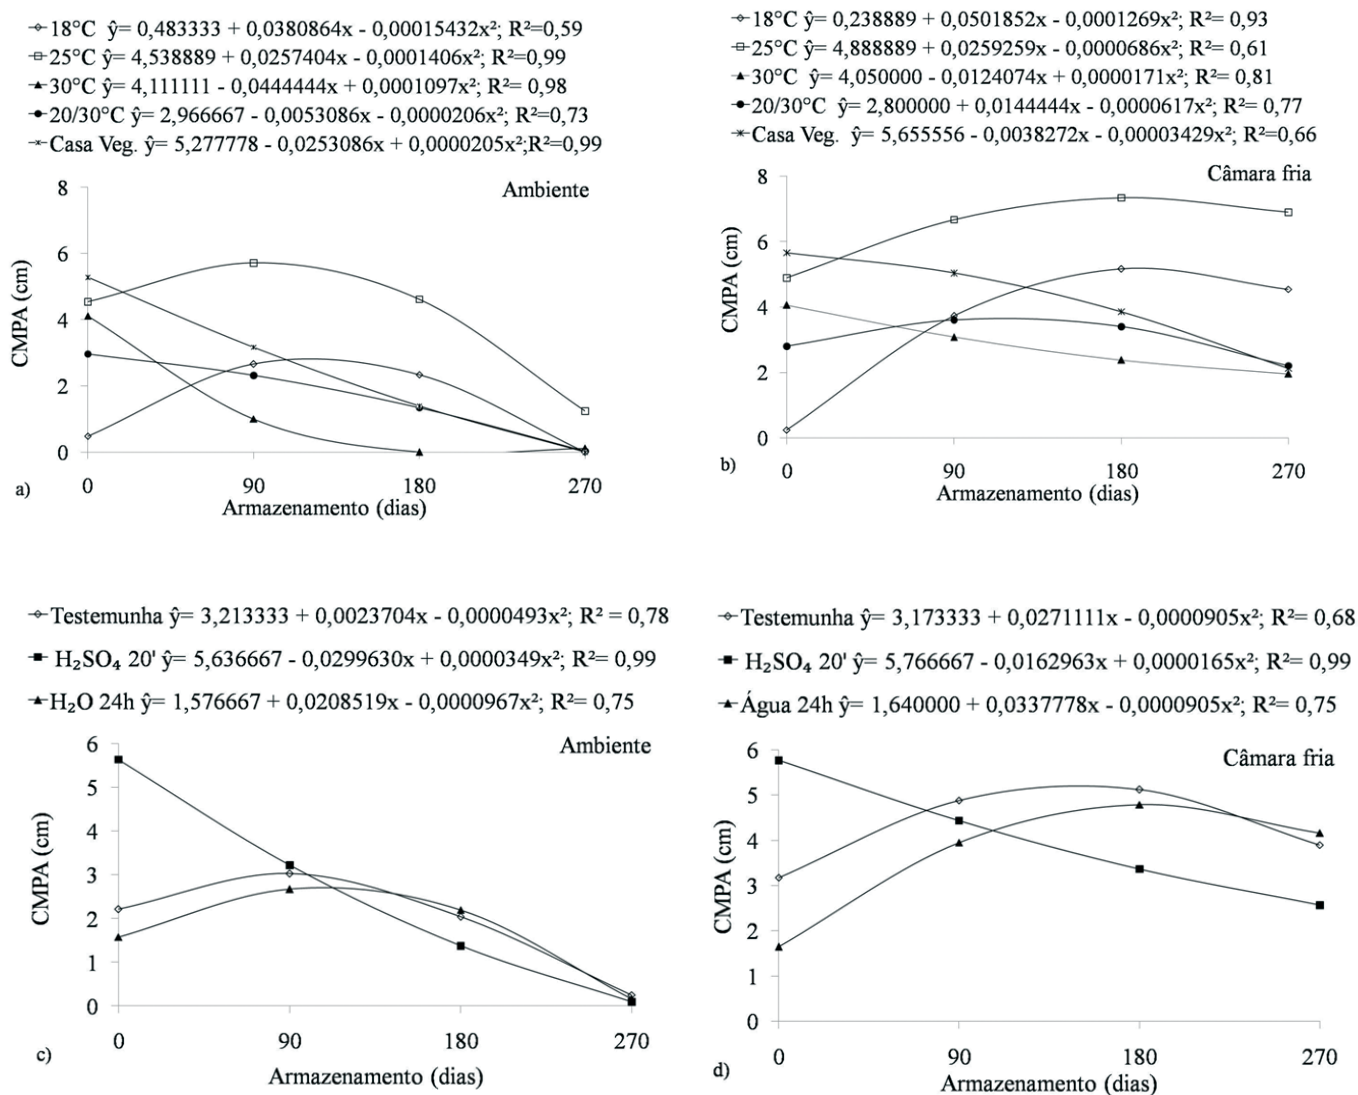 18°C ŷ= 0,483333 + 0,0380864x - 0,00015432x²; R²=0,59
25°C ŷ= 4,538889 + 0,0257404x - 0,0001406x²; R²=0,99
30°C ŷ= 4,111111 - 0,0444444x + 0,0001097x²; R²= 0,98
20/30°C ŷ= 2,966667 - 0,0053086x - 0,0000206x²; R²= 0,73
Casa Veg. ŷ= 5,277778 - 0,0253086x + 0,0000205x²;R²=0,99
Ambiente
8
6
4
2
0
CMPA (cm)
0 90 180 270
Armazenamento (dias)
a)
18°C ŷ= 0,238889 + 0,0501852x - 0,0001269x²; R²= 0,93
25°C ŷ= 4,888889 + 0,0259259x - 0,0000686x²; R²= 0,61
30°C ŷ= 4,050000 - 0,0124074x + 0,0000171x²; R²= 0,81
20/30°C ŷ= 2,800000 + 0,0144444x - 0,0000617x²; R²= 0,77
Casa Veg. ŷ= 5,655556 - 0,0038272x - 0,00003429x²; R²=0,66
Câmara fria
8
6
4
2
0
CMPA (cm)
0 90 180 270
Armazenamento (dias)
b)
Testemunha ŷ= 3,213333 + 0,0023704x - 0,0000493x²; R² = 0,78
H₂SO₄ 20' ŷ= 5,636667 - 0,0299630x + 0,0000349x²; R²= 0,99
H₂O 24h ŷ= 1,576667 + 0,0208519x - 0,0000967x²; R²= 0,75
Ambiente
6
5
4
3
2
1
0
CMPA (cm)
0 90 180 270
Armazenamento (dias)
c)
Testemunha ŷ= 3,173333 + 0,0271111x - 0,0000905x²; R²= 0,68
H₂SO₄ 20' ŷ= 5,766667 - 0,0162963x + 0,0000165x²; R²= 0,99
Água 24h ŷ= 1,640000 + 0,0337778x - 0,0000905x²; R²= 0,75
Câmara fria
6
5
4
3
2
1
0
CMPA (cm)
0 90 180 270
Armazenamento (dias)
d)